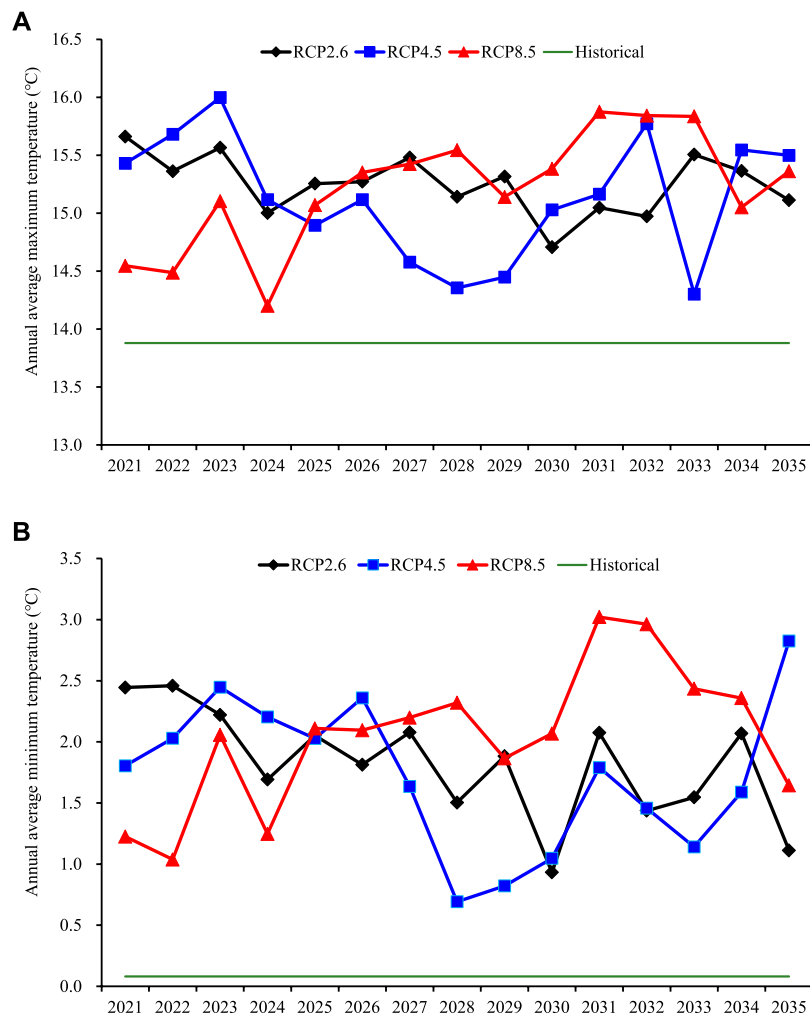 A
RCP2.6 RCP4.5 RCP8.5 Historical
Annual average maximum temperature (°C)
16.5
16.0
15.5
15.0
14.5
14.0
13.5
13.0
2021 2022 2023 2024 2025 2026 2027 2028 2029 2030 2031 2032 2033 2034 2035
B
RCP2.6 RCP4.5 RCP8.5 Historical
Annual average minimum temperature (°C)
3.5
3.0
2.5
2.0
1.5
1.0
0.5
0.0
2021 2022 2023 2024 2025 2026 2027 2028 2029 2030 2031 2032 2033 2034 2035